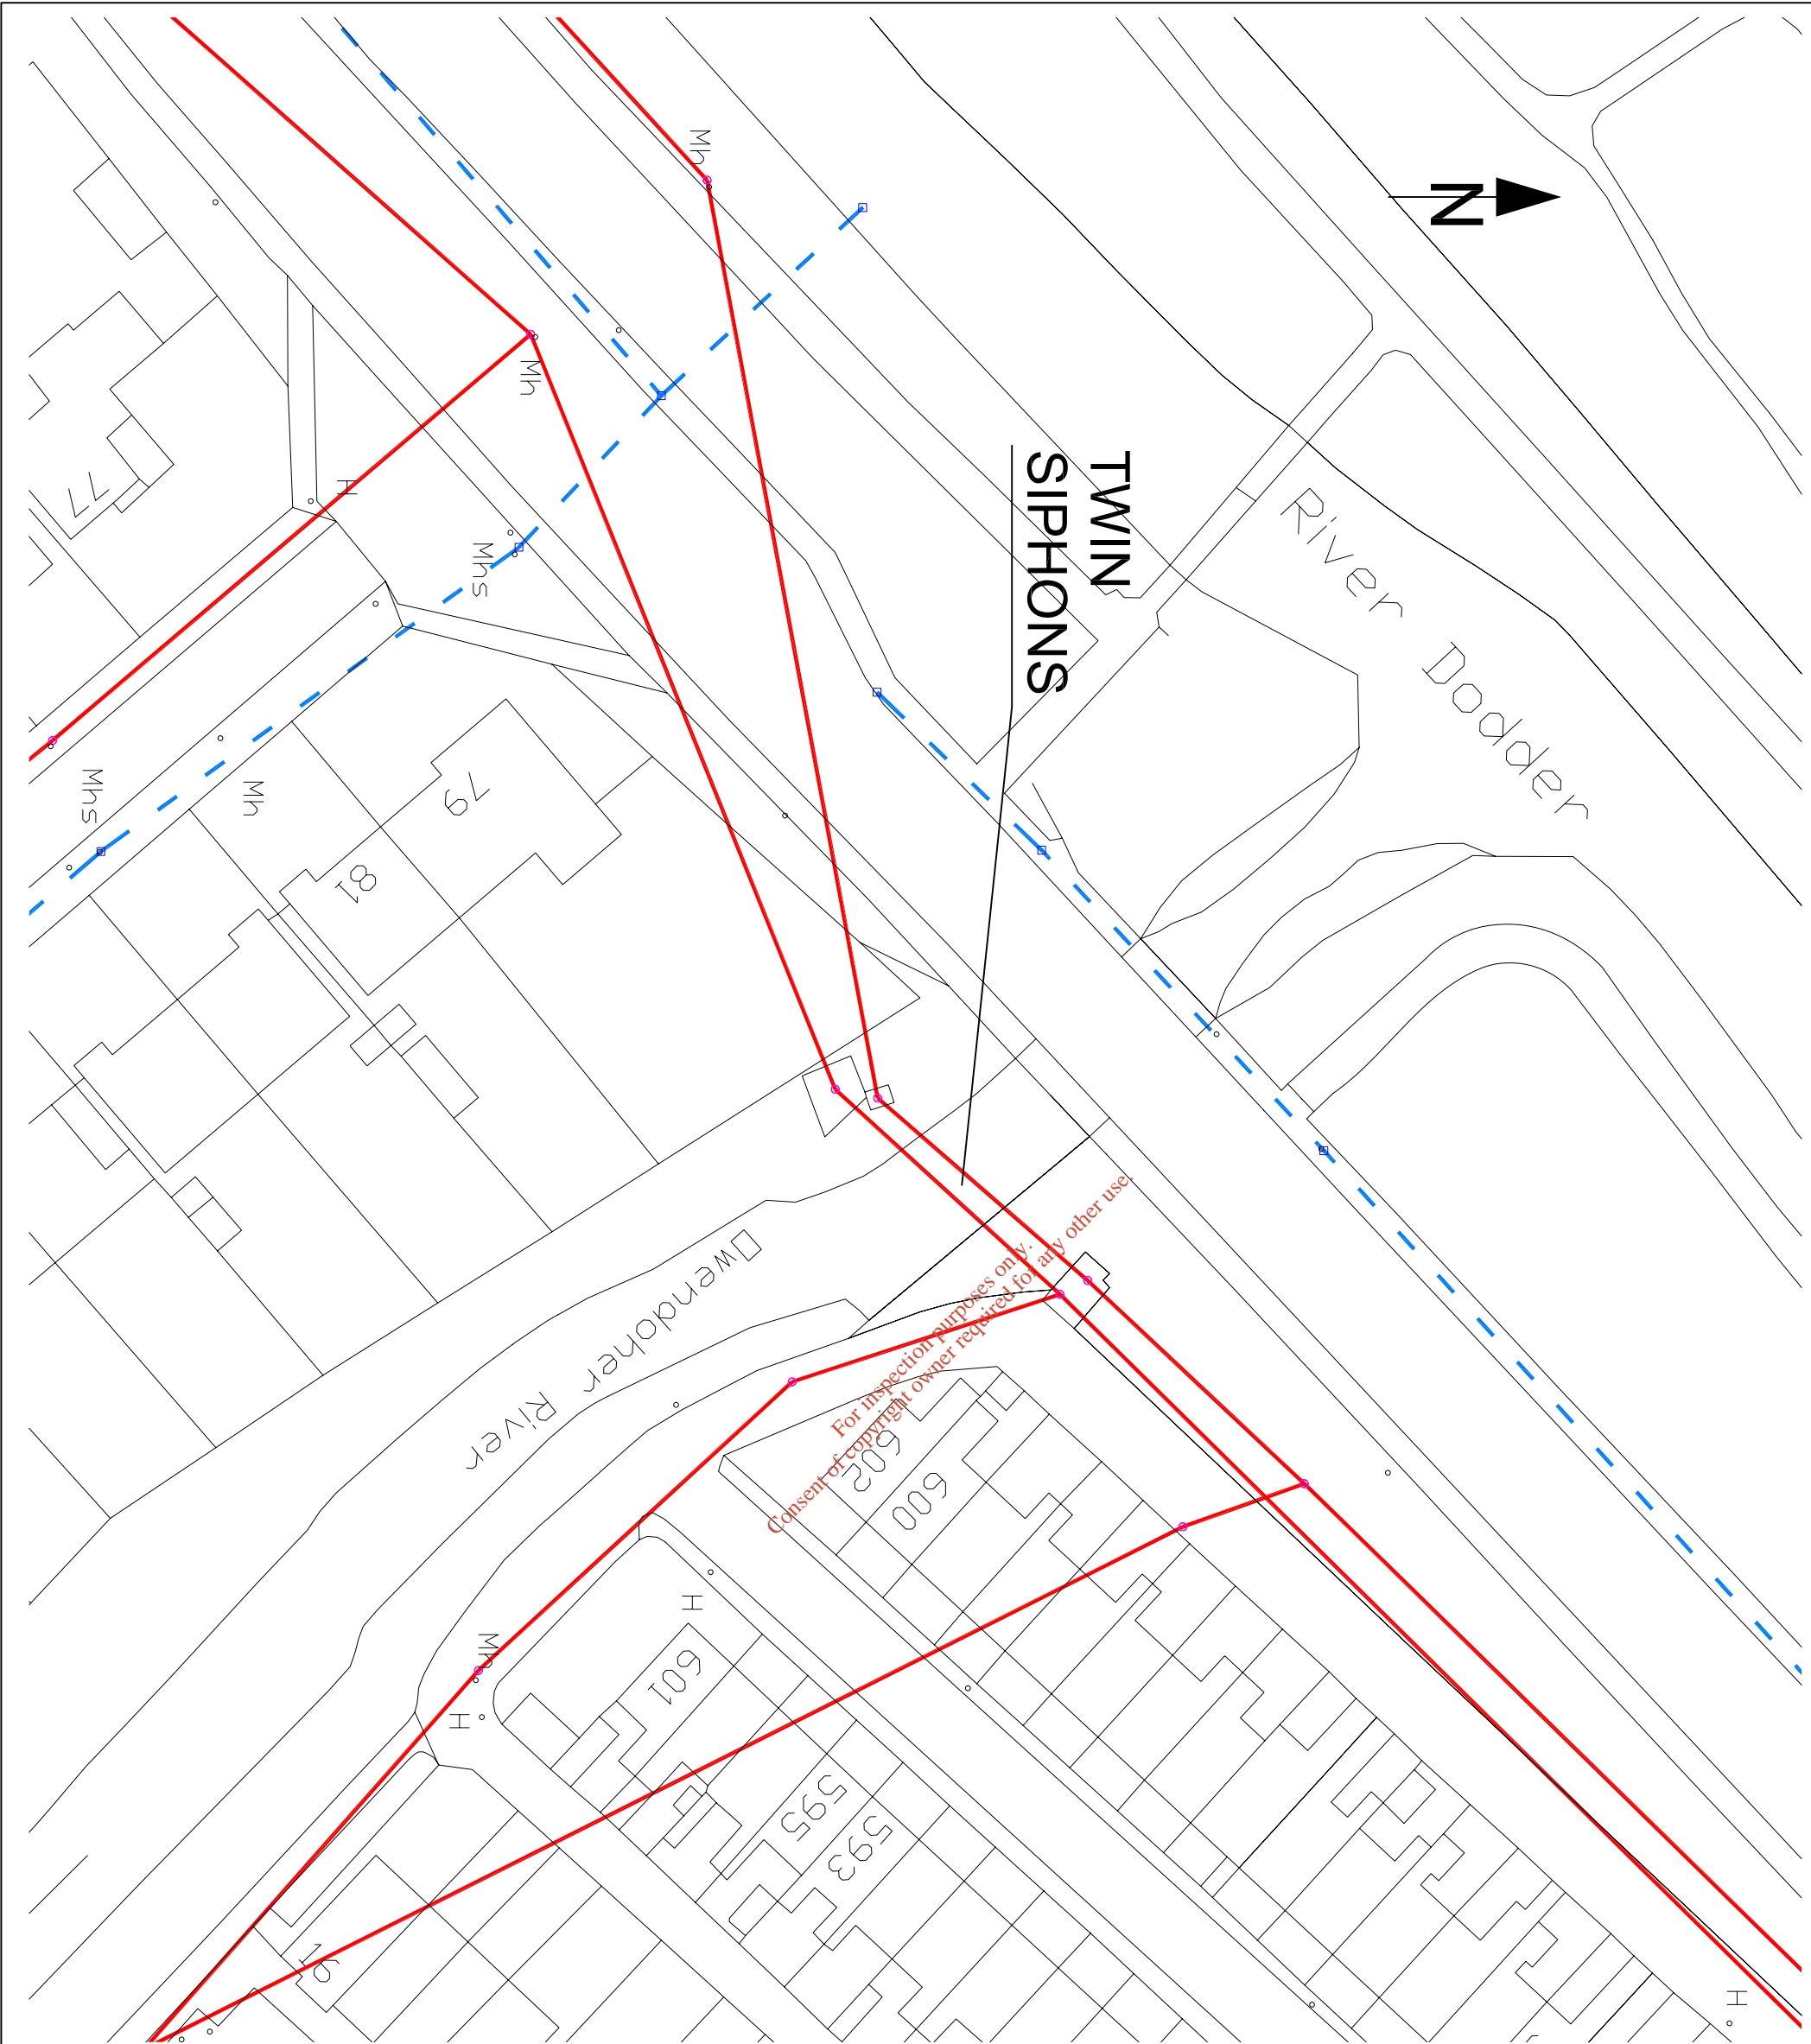 Mh
N
Mh
TWIN
SIPHONS
River Dodder
H
77
Mhs
79
Mhs
Mh
81
Owendoher River
For inspection purposes only.
Consent of copyright owner required for any other use.
602
600
H
Mh
601
H
595
593
16
H